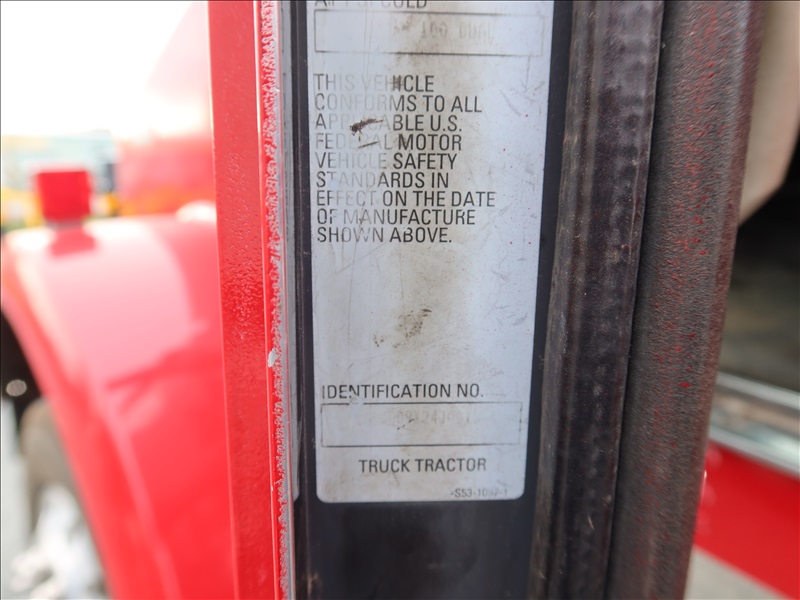 THIS VEHICLE
CONFORMS TO ALL
APPLICABLE U.S.
FEDERAL MOTOR
VEHICLE SAFETY
STANDARDS IN
EFFECT ON THE DATE
OF MANUFACTURE
SHOWN ABOVE.
IDENTIFICATION NO.
TRUCK TRACTOR